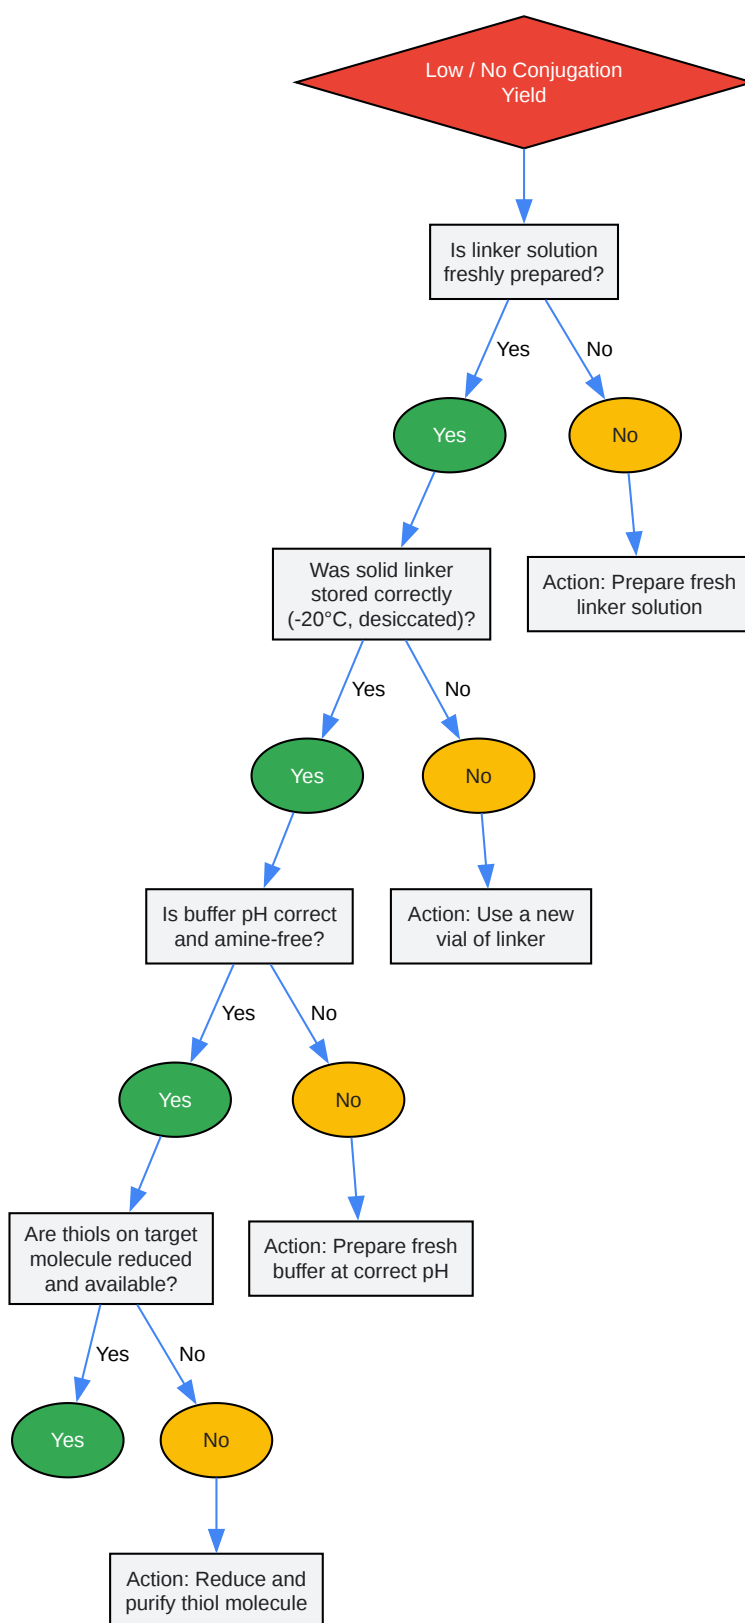 Low / No Conjugation
Yield
Is linker solution
freshly prepared?
Yes
No
Yes
No
Was solid linker
stored correctly
(-20°C, desiccated)?
Action: Prepare fresh
linker solution
Yes
No
Yes
No
Is buffer pH correct
and amine-free?
Action: Use a new
vial of linker
Yes
No
Yes
No
Are thiols on target
molecule reduced
and available?
Action: Prepare fresh
buffer at correct pH
Yes
No
Yes
No
Action: Reduce and
purify thiol molecule